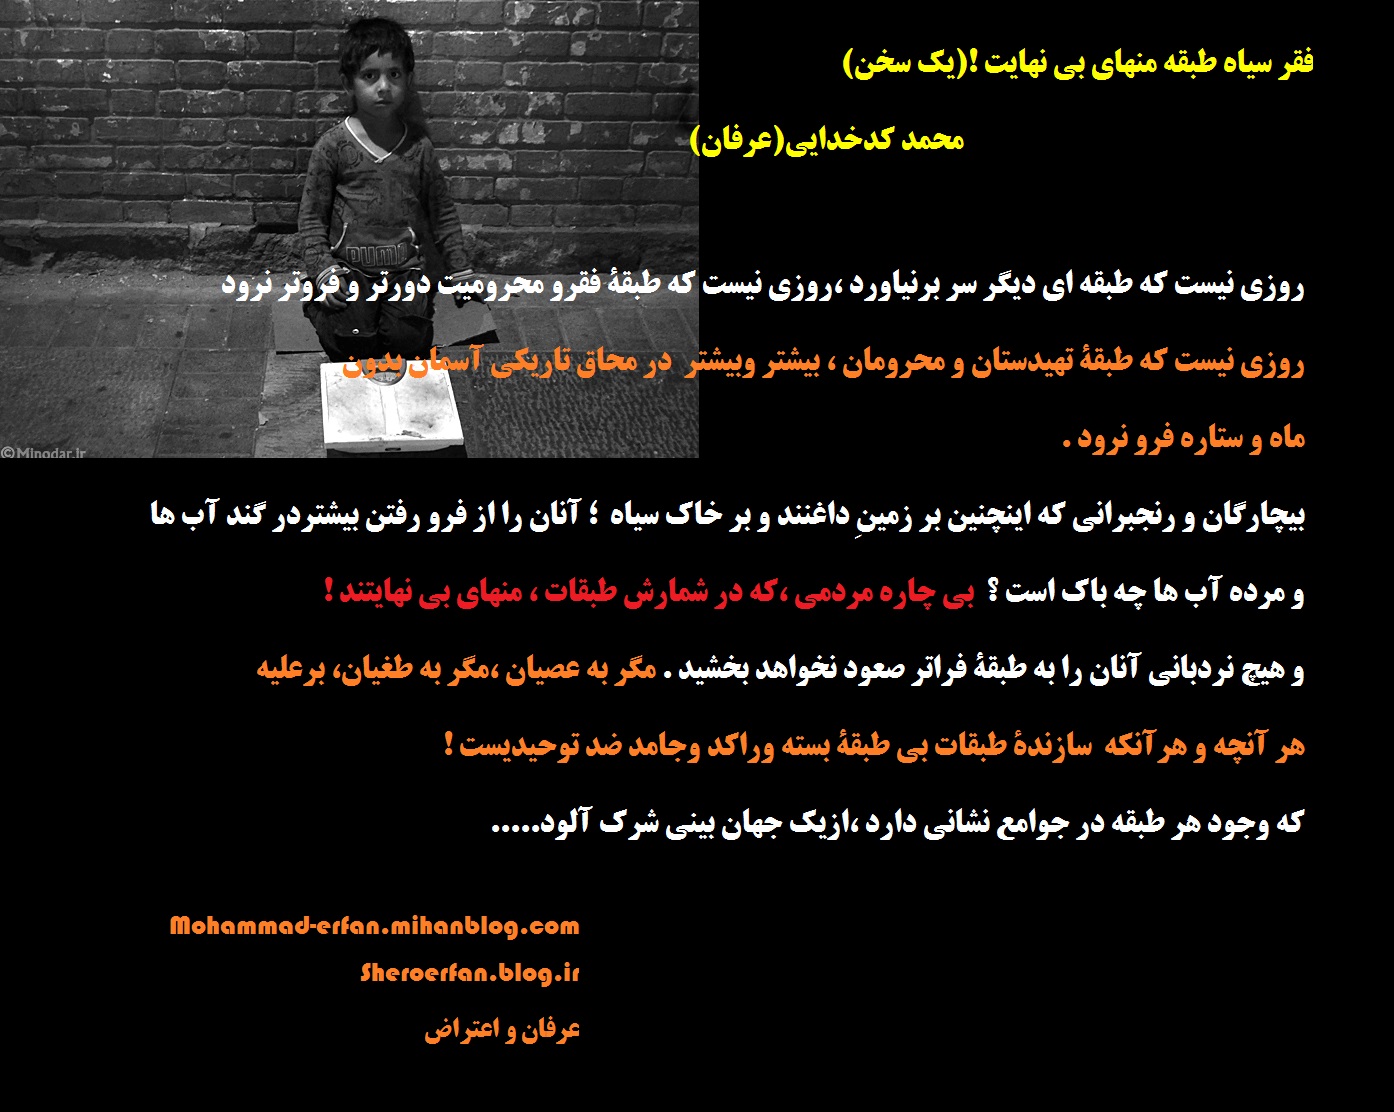 فقر سیاه طبقه منهای بی نهایت !(یک سخن)
محمد کدخدایی(عرفان)
روزی نیست که طبقه ای دیگر سر برنیاورد ،روزی نیست که طبقهٔ فقرو محرومیت دورتر و فروتر نرود
روزی نیست که طبقهٔ تهیدستان و محرومان ، بیشتر وبیشتر در محاق تاریکی آسمان بدون
ماه و ستاره فرو نرود .
بیچارگان و رنجبرانی که اینچنین بر زمینِ داغنند و بر خاک سیاه ؛ آنان را از فرو رفتن بیشتردر گند آب ها
و مرده آب ها چه باک است ؟ بی چاره مردمی ،که در شمارش طبقات ، منهای بی نهایتند !
و هیچ نردبانی آنان را به طبقهٔ فراتر صعود نخواهد بخشید . مگر به عصیان ،مگر به طغیان، برعلیه
هر آنچه و هرآنکه سازندهٔ طبقات بی طبقهٔ بسته وراکد وجامد ضد توحیدیست !
که وجود هر طبقه در جوامع نشانی دارد ،ازیک جهان بینی شرک آلود.....
Mohammad-erfan.mihanblog.com
Sheroerfan.blog.ir
عرفان و اعتراض
PUMA
©Minodar.Ir